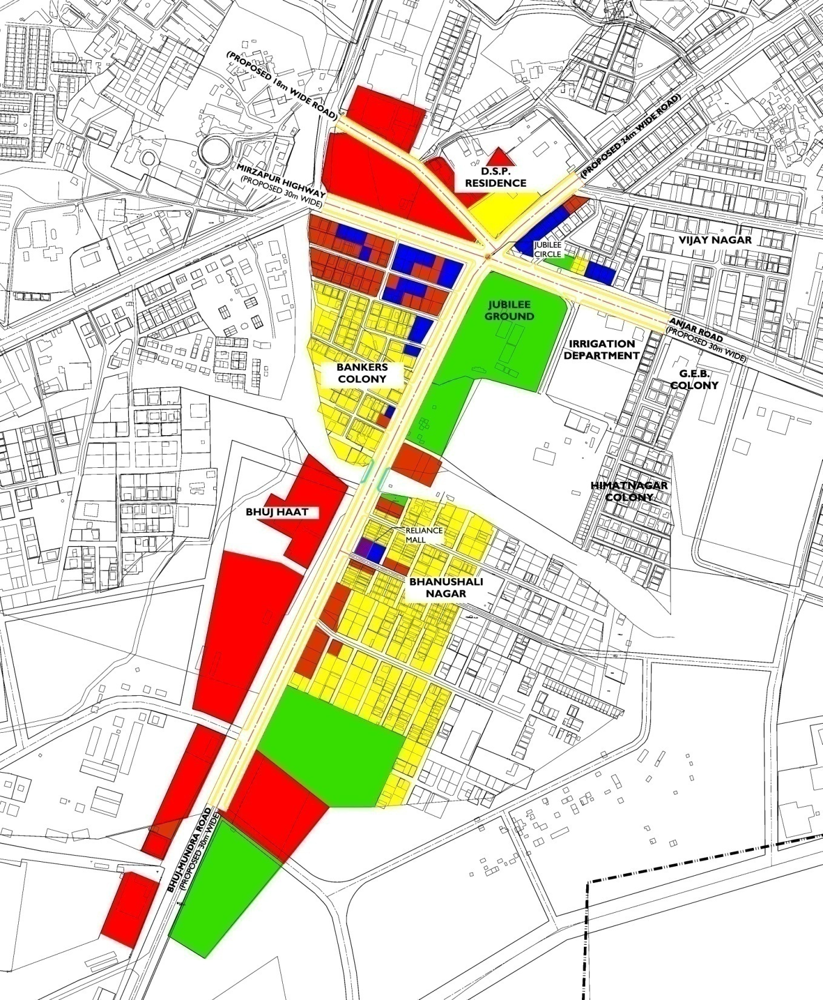 (PROPOSED 18m WIDE ROAD)
(PROPOSED 24m WIDE ROAD)
MIRZAPUR HIGHWAY
(PROPOSED 30m WIDE)
D.S.P.
RESIDENCE
VIJAY NAGAR
JUBILEE
CIRCLE
JUBILEE
GROUND
ANJAR ROAD
(PROPOSED 30m WIDE)
IRRIGATION
DEPARTMENT
BANKERS
COLONY
G.E.B.
COLONY
HIMATNAGAR
COLONY
BHUJ HAAT
RELIANCE
MALL
BHANUSHALI
NAGAR
BHUJ-MUNDRA ROAD
(PROPOSED 30m WIDE)